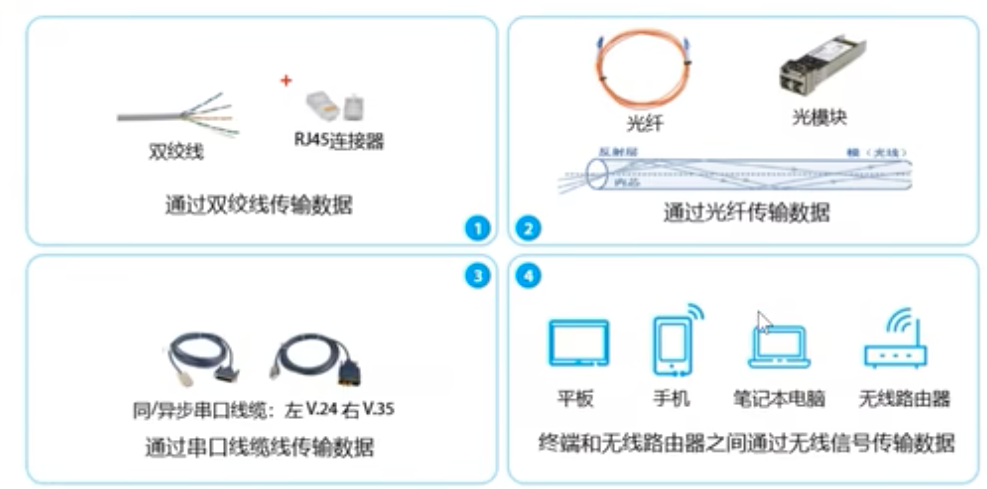 双绞线
RJ45连接器
通过双绞线传输数据
1
光纤
光模块
反射层
模（光线）
内芯
通过光纤传输数据
2
3
同/异步串口线缆：左 V.24 右 V.35
通过串口线缆线传输数据
4
平板
手机
笔记本电脑
无线路由器
终端和无线路由器之间通过无线信号传输数据